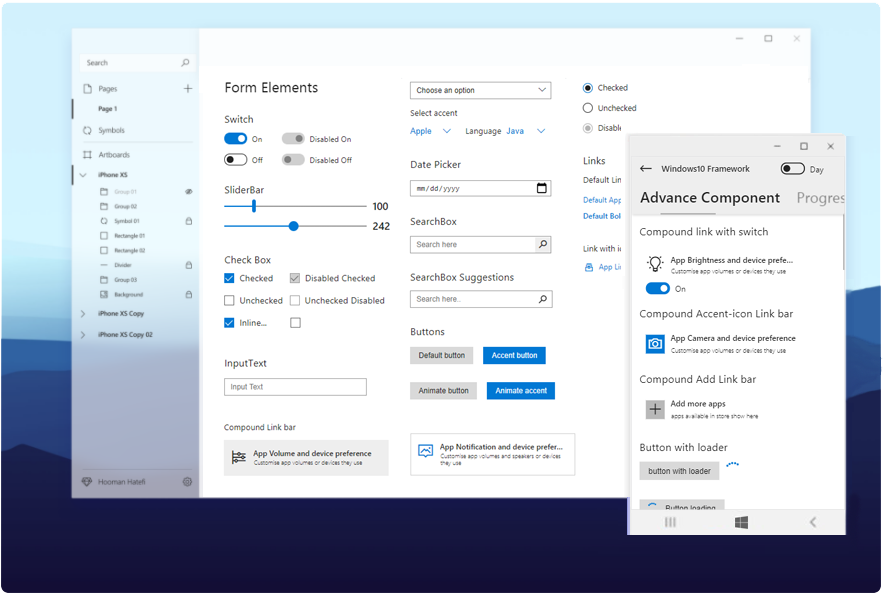 Search
Pages
Page 1
Symbols
Artboards
iPhone XS
Group 01
Group 02
Symbol 01
Rectangle 01
Rectangle 02
Divider
Group 03
Background
iPhone XS Copy
iPhone XS Copy 02
Hooman Hatefi
Form Elements
Switch
On
Disabled On
Off
Disabled Off
SliderBar
100
242
Check Box
Checked
Disabled Checked
Unchecked
Unchecked Disabled
Inline...
InputText
Input Text
Compound Link bar
App Volume and device preference
Customise app volumes or devices they use
Choose an option
Select accent
Apple
Language
Java
Date Picker
mm/dd/yyyy
SearchBox
Search here
SearchBox Suggestions
Search here..
Buttons
Default button
Accent button
Animate button
Animate accent
App Notification and device prefer...
Customise app volumes and speakers or devices
they use
Checked
Unchecked
Disable
Links
Default Lin
Default App
Default Bol
Link with i
App Li
Windows10 Framework
Day
Advance Component
Progres
Compound link with switch
App Brightness and device prefe...
Customise app volumes or devices they use
On
Compound Accent-icon Link bar
App Camera and device preference
Customise app volumes or devices they use
Compound Add Link bar
Add more apps
apps available in store show here
Button with loader
button with loader
Button loading